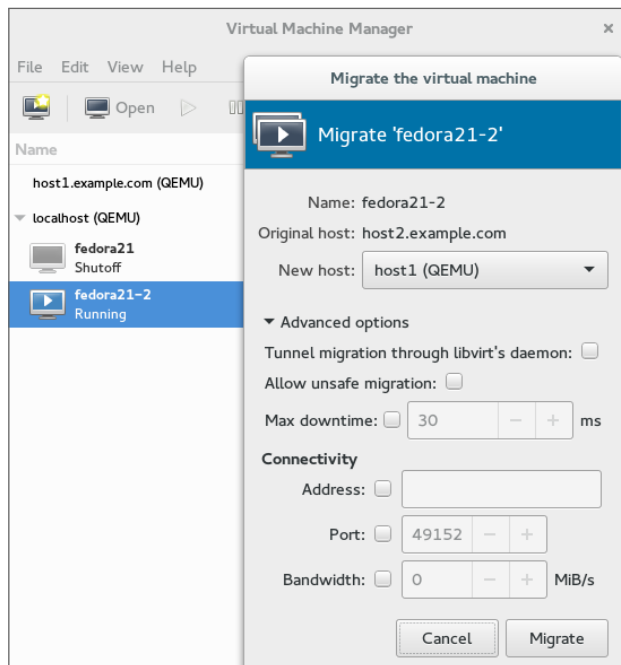 Virtual Machine Manager
File Edit View Help
Open
Name
host1.example.com (QEMU)
localhost (QEMU)
fedora21
Shutoff
fedora21-2
Running
Migrate the virtual machine
Migrate 'fedora21-2'
Name: fedora21-2
Original host: host2.example.com
New host: host1 (QEMU)
Advanced options
Tunnel migration through libvirt's daemon:
Allow unsafe migration:
Max downtime: 30 ms
Connectivity
Address:
Port: 49152
Bandwidth: 0 MiB/s
Cancel Migrate